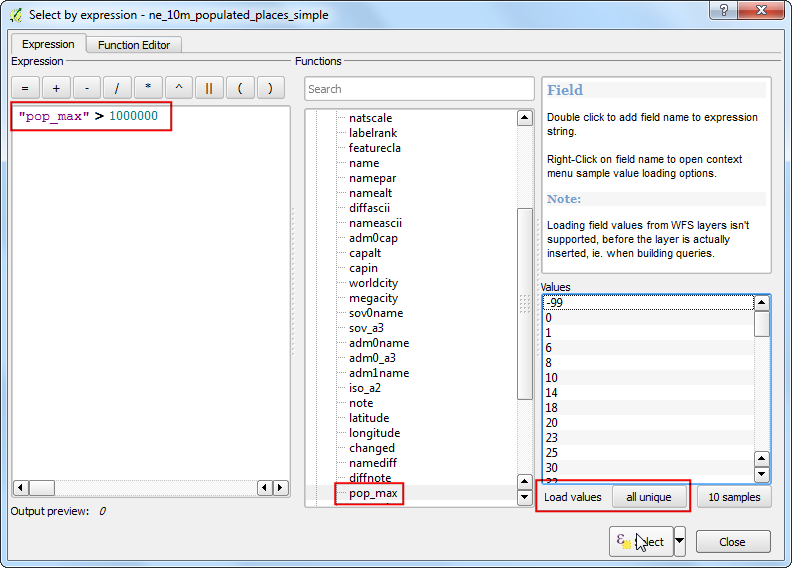 Select by expression - ne_10m_populated_places_simple
?
Expression
Function Editor
Expression
Functions
= + - / * ^ || ( )
Search
"pop_max" > 1000000
natscale
labelrank
featurecla
name
namepar
namealt
diffascii
nameascii
adm0cap
capalt
capin
worldcity
megacity
sov0name
sov_a3
adm0name
adm0_a3
adm1name
iso_a2
note
latitude
longitude
changed
namediff
diffnote
pop_max
Field
Double click to add field name to expression
string.
Right-Click on field name to open context
menu sample value loading options.
Note:
Loading field values from WFS layers isn't
supported, before the layer is actually
inserted, ie. when building queries.
Values
-99
0
1
6
8
10
14
18
20
23
25
30
Load values
all unique
10 samples
Output preview: 0
Close